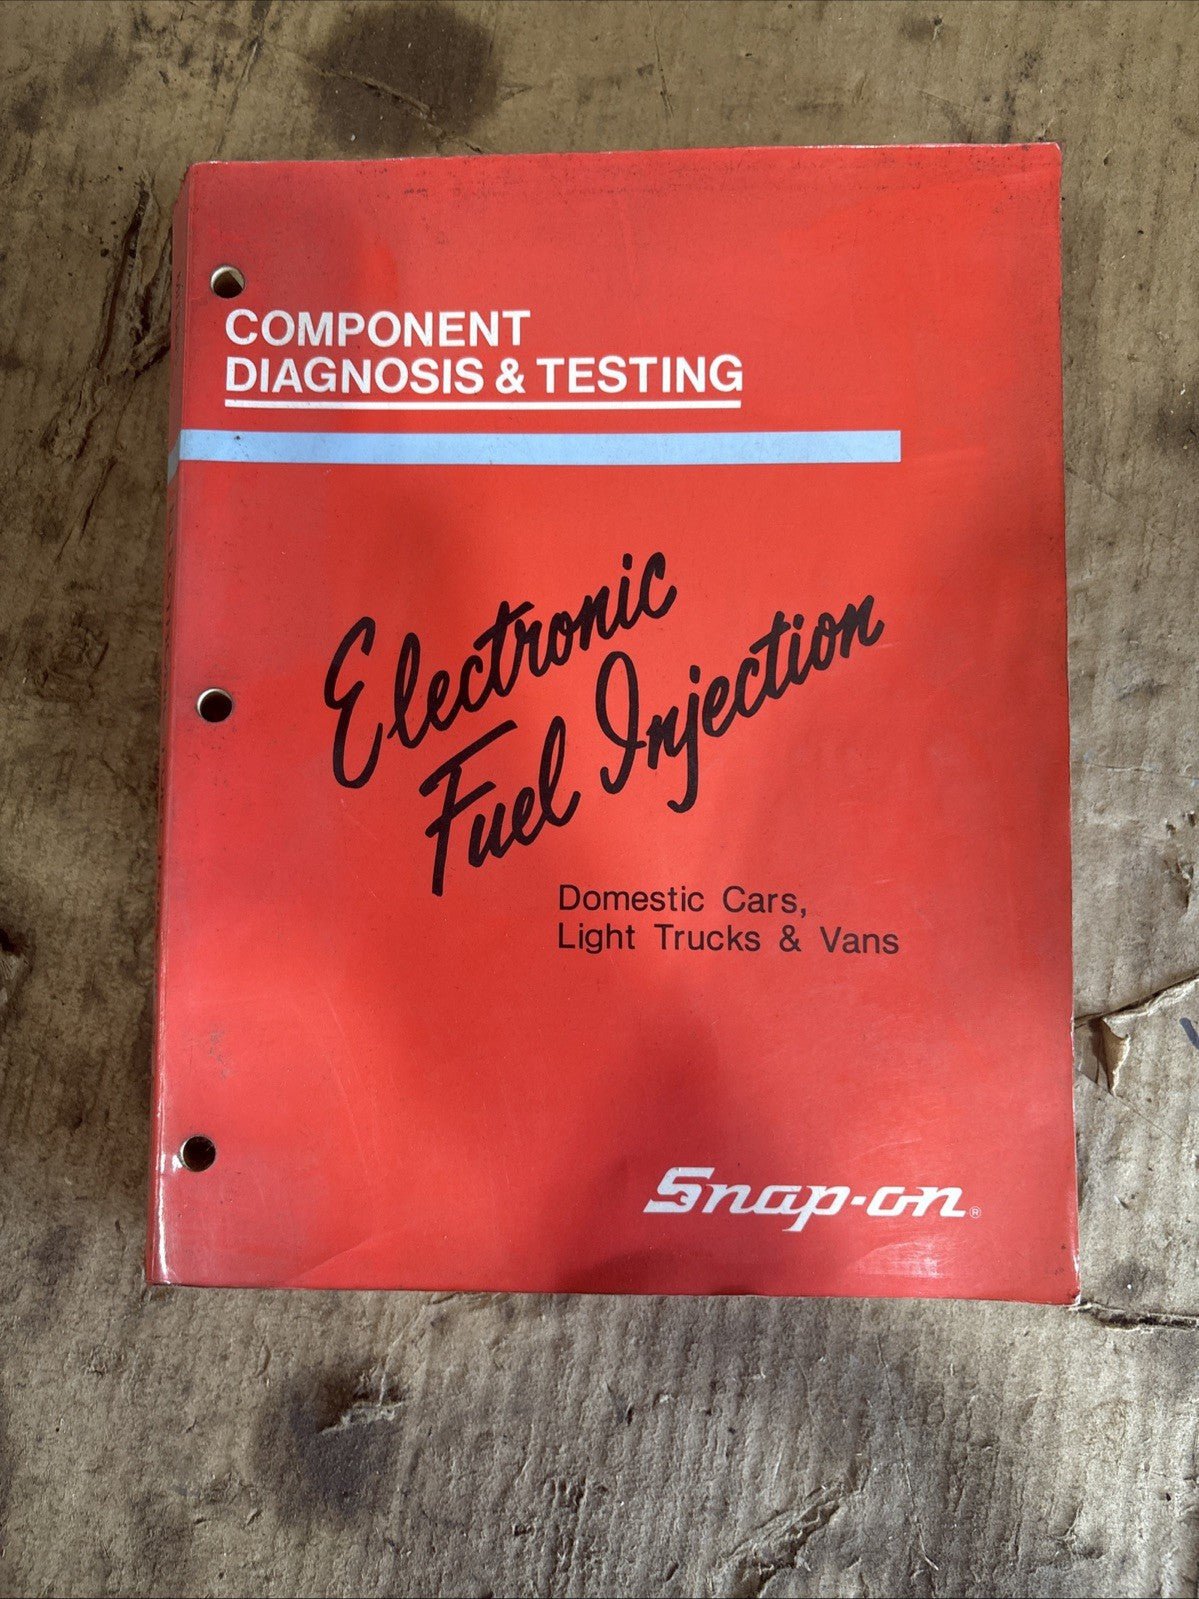 COMPONENT
DIAGNOSIS & TESTING
Electronic
Fuel Injection
Domestic Cars,
Light Trucks & Vans
Snap-on®